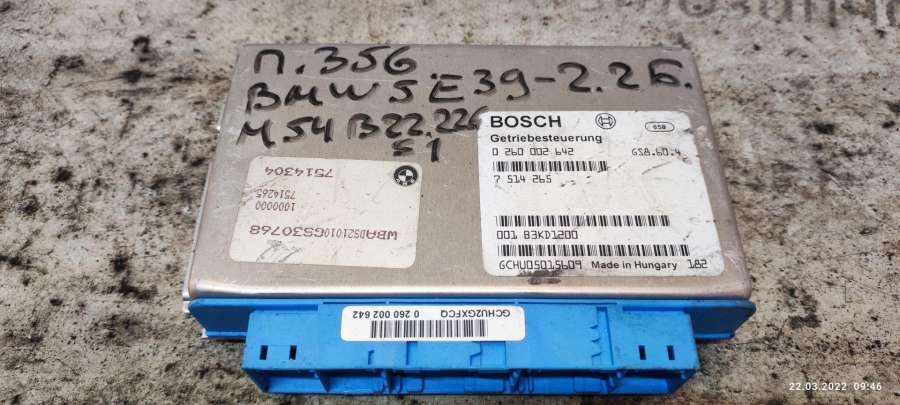 П.356
BMW 5 E39-2.2Б.
M54B22.226
S1
BOSCH
658
Getriebesteuerung
0 260 002 642
GS8.60.4
7 514 265
001 B3KD1200
GCHU05015609 Made in Hungary 182
7514304
7514265
1000000
WBADS21010GS30768
GCHU2GXFCQ
0 260 002 642
22.03.2022 09:46